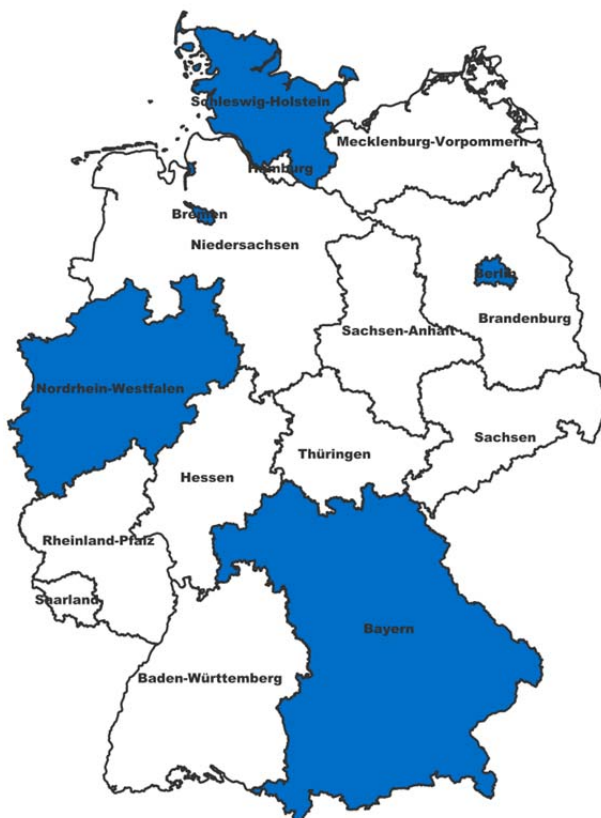 Schleswig-Holstein
Mecklenburg-Vorpommern
Hamburg
Bremen
Niedersachsen
Berlin
Brandenburg
Sachsen-Anhalt
Nordrhein-Westfalen
Sachsen
Thüringen
Hessen
Rheinland-Pfalz
Saarland
Bayern
Baden-Württemberg